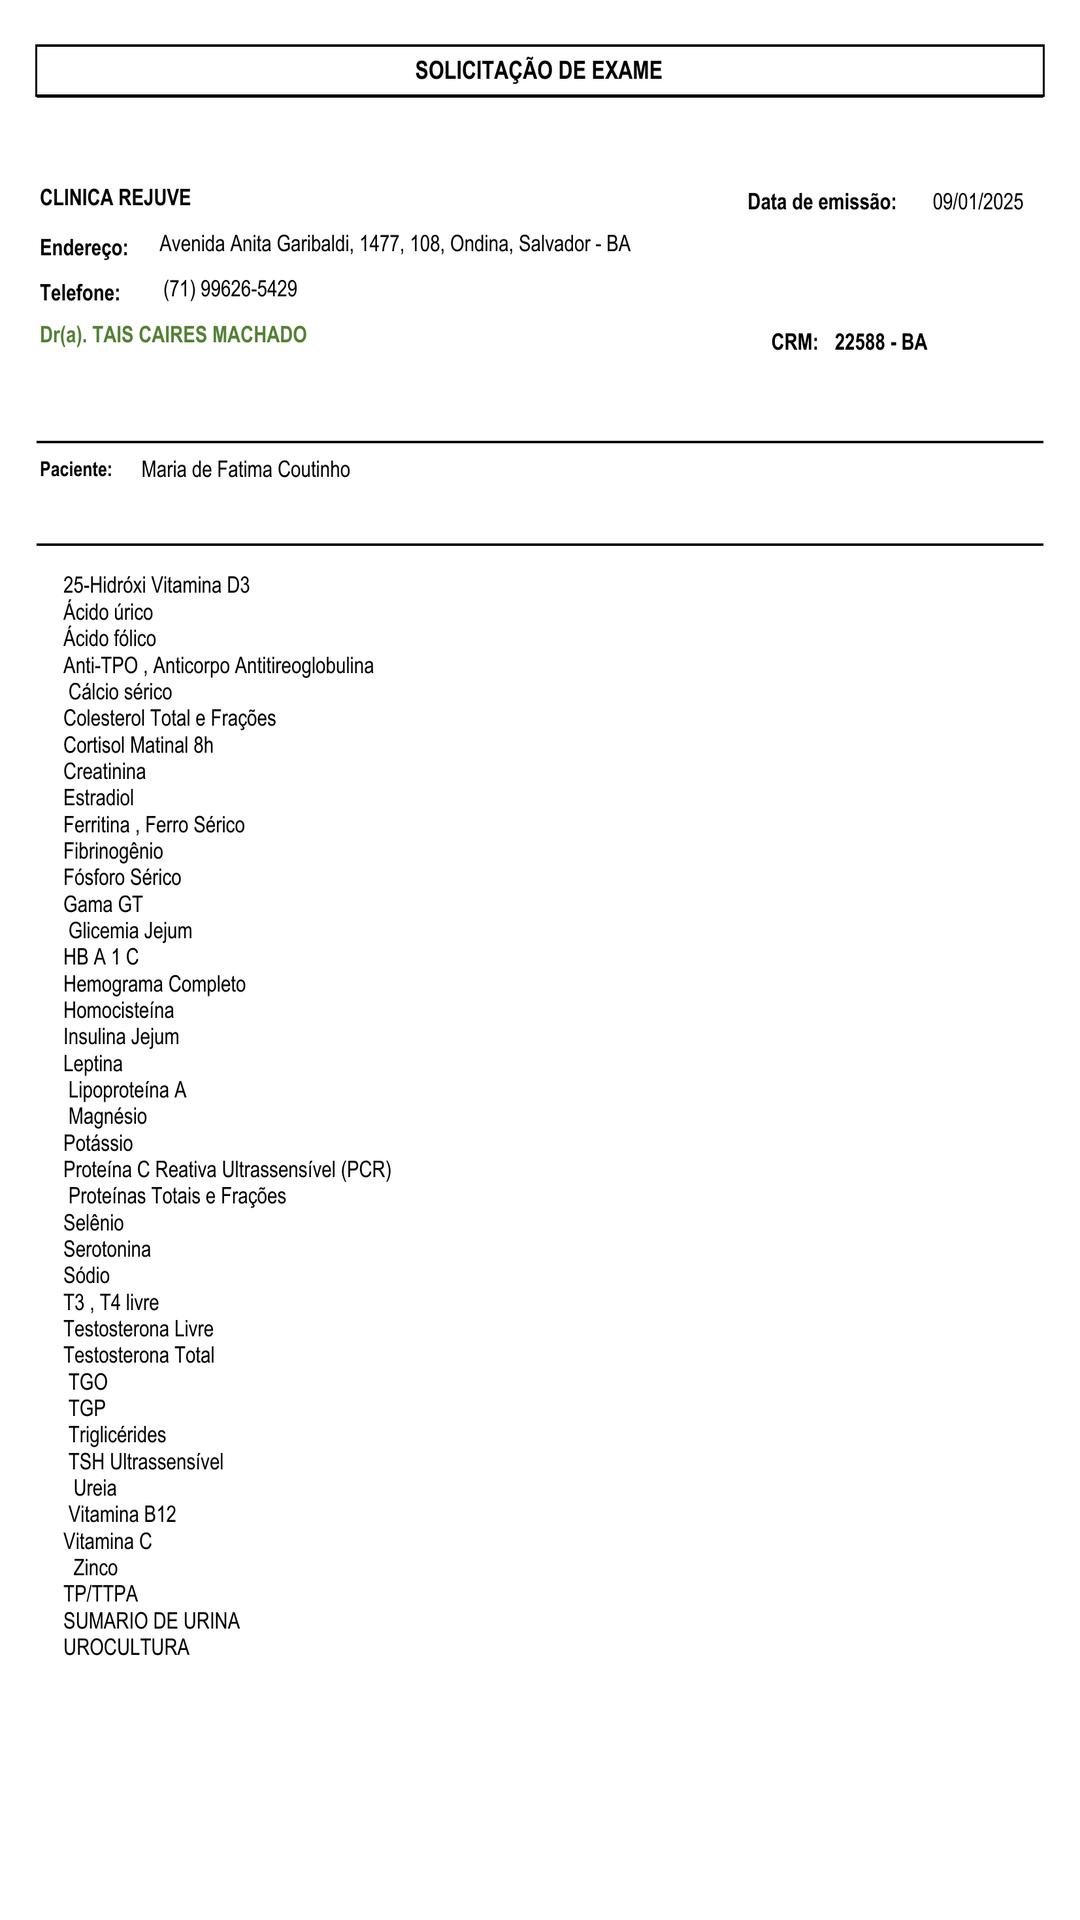 SOLICITAÇÃO DE EXAME
CLINICA REJUVE
Data de emissão: 09/01/2025
Endereço: Avenida Anita Garibaldi, 1477, 108, Ondina, Salvador - BA
Telefone: (71) 99626-5429
Dr(a). TAIS CAIRES MACHADO
CRM: 22588 - BA
Paciente: Maria de Fatima Coutinho
25-Hidróxi Vitamina D3
Ácido úrico
Ácido fólico
Anti-TPO , Anticorpo Antitireoglobulina
Cálcio sérico
Colesterol Total e Frações
Cortisol Matinal 8h
Creatinina
Estradiol
Ferritina , Ferro Sérico
Fibrinogênio
Fósforo Sérico
Gama GT
Glicemia Jejum
HB A 1 C
Hemograma Completo
Homocisteína
Insulina Jejum
Leptina
Lipoproteína A
Magnésio
Potássio
Proteína C Reativa Ultrassensível (PCR)
Proteínas Totais e Frações
Selênio
Serotonina
Sódio
T3 , T4 livre
Testosterona Livre
Testosterona Total
TGO
TGP
Triglicérides
TSH Ultrassensível
Ureia
Vitamina B12
Vitamina C
Zinco
TP/TTPA
SUMARIO DE URINA
UROCULTURA